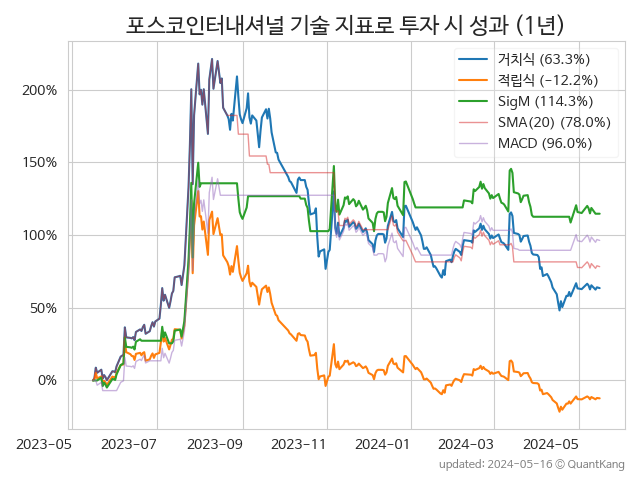 포스코인터내셔널 기술 지표로 투자 시 성과 (1년)
거치식 (63.3%)
적립식 (-12.2%)
SigM (114.3%)
SMA(20) (78.0%)
MACD (96.0%)
200%
150%
100%
50%
0%
2023-05 2023-07 2023-09 2023-11 2024-01 2024-03 2024-05
updated: 2024-05-16 © QuantKang